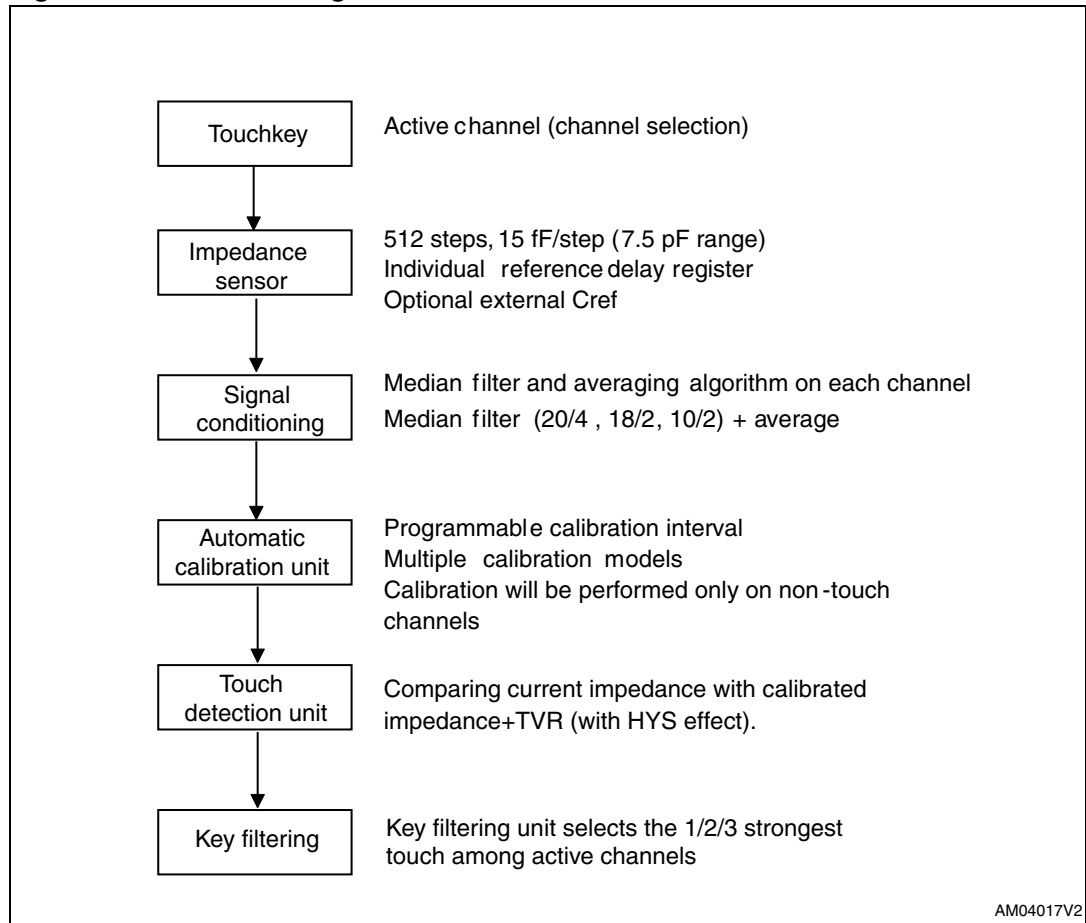 Touchkey
Active channel (channel selection)
Impedance
sensor
512 steps, 15 fF/step (7.5 pF range)
Individual reference delay register
Optional external Cref
Signal
conditioning
Median filter and averaging algorithm on each channel
Median filter (20/4 , 18/2, 10/2) + average
Automatic
calibration unit
Programmable calibration interval
Multiple calibration models
Calibration will be performed only on non-touch
channels
Touch
detection unit
Comparing current impedance with calibrated
impedance+TVR (with HYS effect).
Key filtering
Key filtering unit selects the 1/2/3 strongest
touch among active channels
AM04017V2